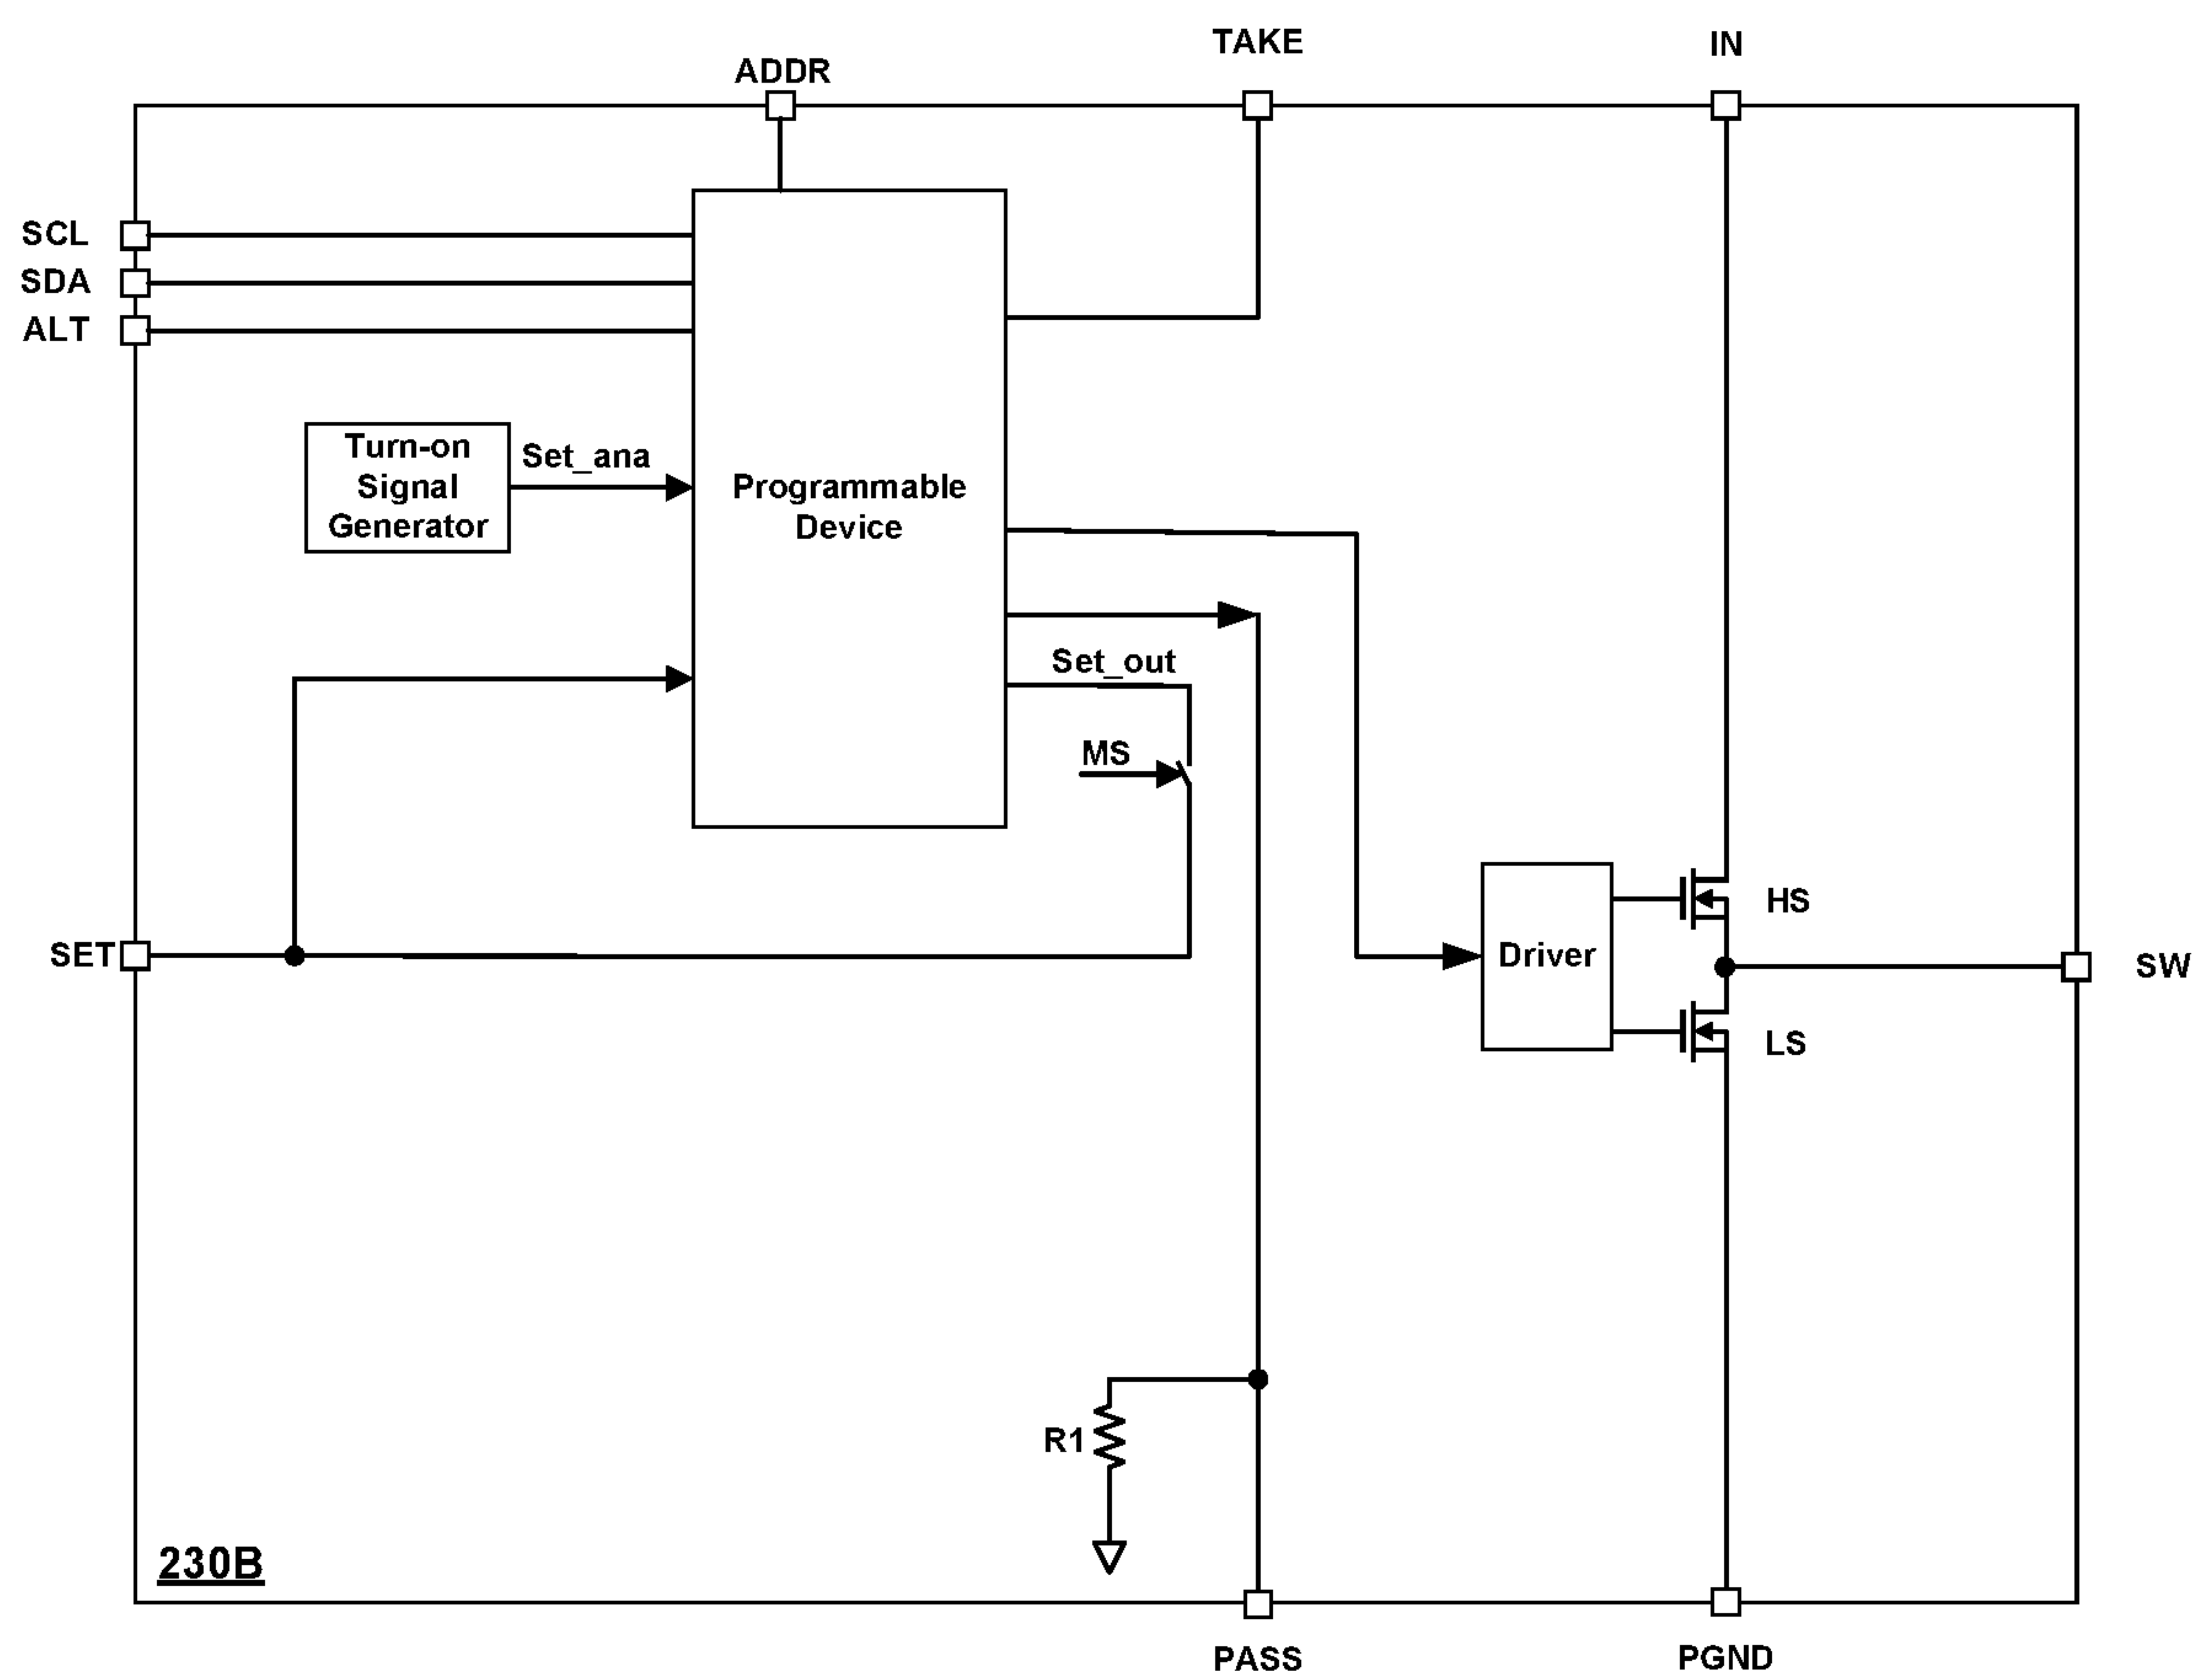 TAKE
IN
ADDR
SCL
SDA
ALT
Turn-on
Signal
Generator
Set_ana
Programmable
Device
Set_out
MS
HS
SET
Driver
SW
LS
R1
230B
PASS
PGND